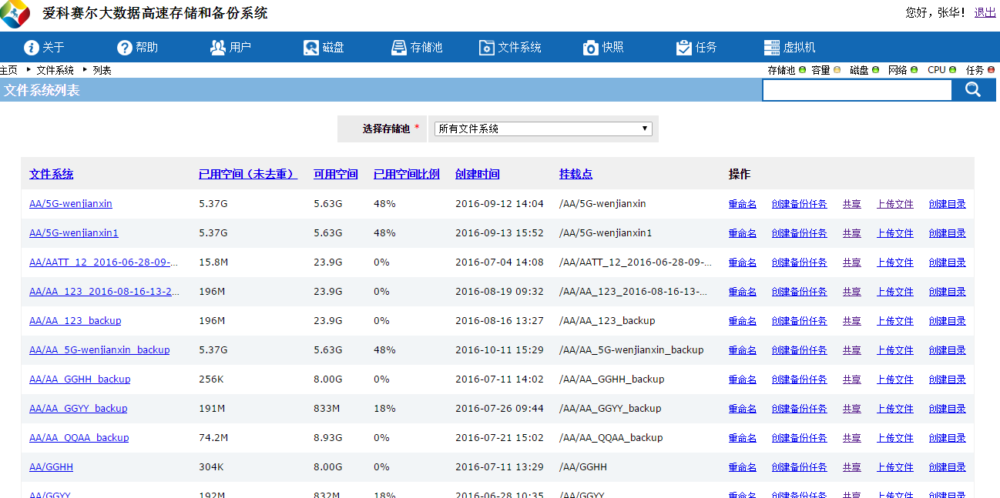 爱科赛尔大数据高速存储和备份系统
您好，张华！ 退出
关于 帮助 用户 磁盘 存储池 文件系统 快照 任务 虚拟机
主页 文件系统 列表 存储池 容量 磁盘 网络 CPU 任务
文件系统列表
选择存储池 * 所有文件系统
文件系统 已用空间（未去重） 可用空间 已用空间比例 创建时间 挂载点 操作
AA/5G-wenjianxin 5.37G 5.63G 48% 2016-09-12 14:04 /AA/5G-wenjianxin 重命名 创建备份任务 共享 上传文件 创建目录
AA/5G-wenjianxin1 5.37G 5.63G 48% 2016-09-13 15:52 /AA/5G-wenjianxin1 重命名 创建备份任务 共享 上传文件 创建目录
AA/AATT_12_2016-06-28-09-... 15.8M 23.9G 0% 2016-07-04 14:08 /AA/AATT_12_2016-06-28-09-... 重命名 创建备份任务 共享 上传文件 创建目录
AA/AA_123_2016-08-16-13-2... 196M 23.9G 0% 2016-08-19 09:32 /AA/AA_123_2016-08-16-13-... 重命名 创建备份任务 共享 上传文件 创建目录
AA/AA_123_backup 196M 23.9G 0% 2016-08-16 13:27 /AA/AA_123_backup 重命名 创建备份任务 共享 上传文件 创建目录
AA/AA_5G-wenjianxin_backup 5.37G 5.63G 48% 2016-10-11 15:29 /AA/AA_5G-wenjianxin_backup 重命名 创建备份任务 共享 上传文件 创建目录
AA/AA_GGHH_backup 256K 8.00G 0% 2016-07-11 14:02 /AA/AA_GGHH_backup 重命名 创建备份任务 共享 上传文件 创建目录
AA/AA_GGYY_backup 191M 833M 18% 2016-07-26 09:44 /AA/AA_GGYY_backup 重命名 创建备份任务 共享 上传文件 创建目录
AA/AA_QQAA_backup 74.2M 8.93G 0% 2016-07-21 15:02 /AA/AA_QQAA_backup 重命名 创建备份任务 共享 上传文件 创建目录
AA/GGHH 304K 8.00G 0% 2016-07-11 13:29 /AA/GGHH 重命名 创建备份任务 共享 上传文件 创建目录
AA/GGYY 192M 832M 18% 2016-06-28 10:35 /AA/GGYY 重命名 创建备份任务 共享 上传文件 创建目录